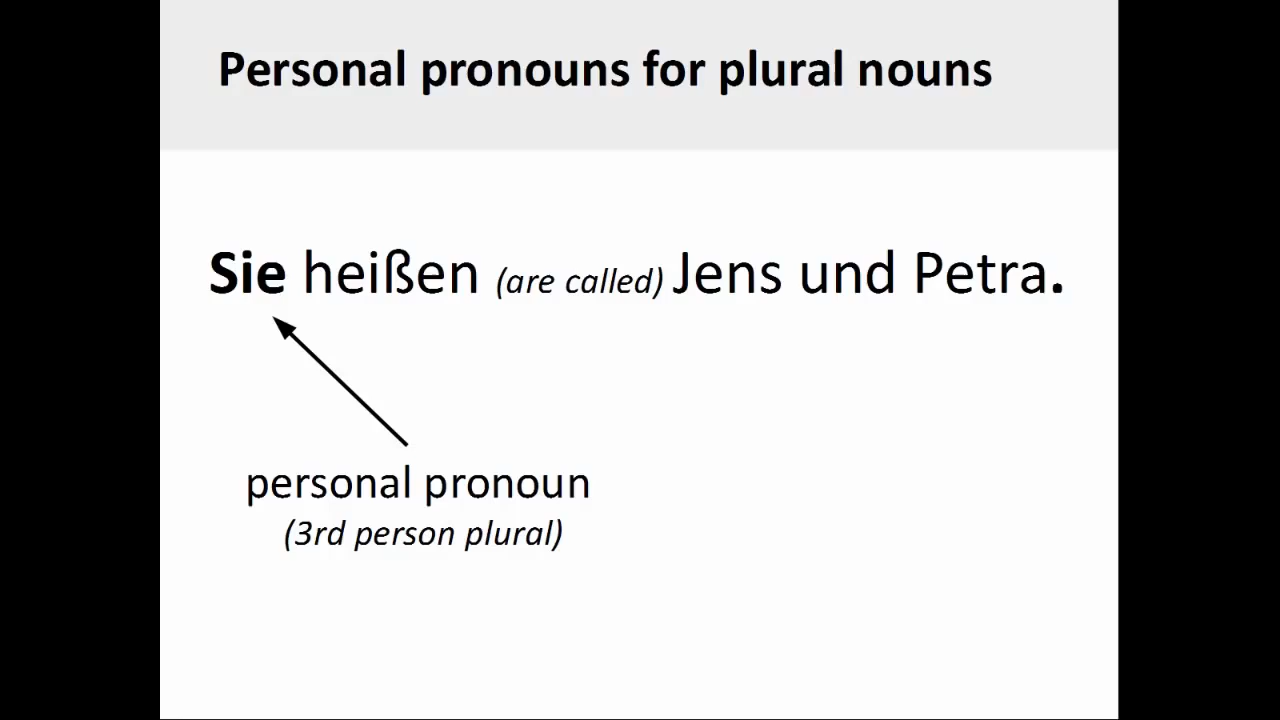 Personal pronouns for plural nouns
Sie heißen (are called) Jens und Petra.
personal pronoun
(3rd person plural)